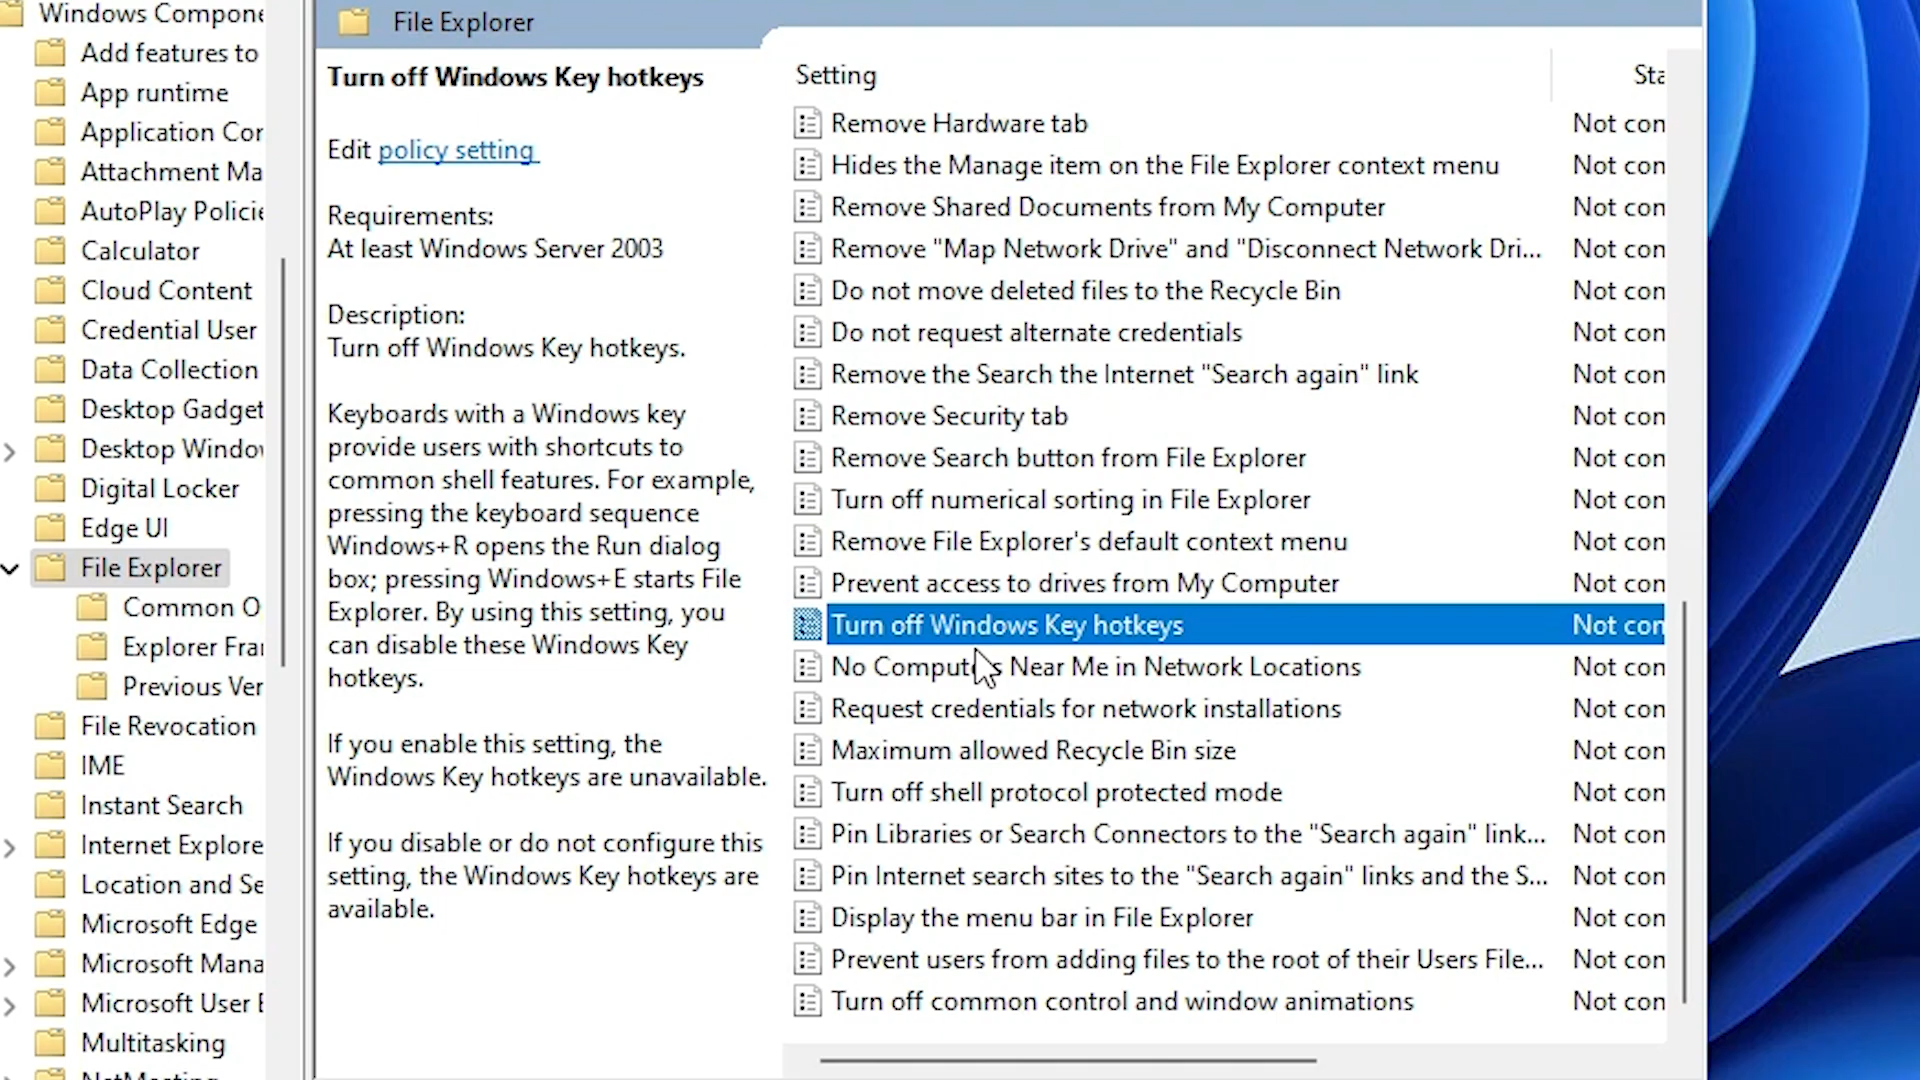 Windows Compone
Add features to
App runtime
Application Cor
Attachment Ma
AutoPlay Policie
Calculator
Cloud Content
Credential User
Data Collection
Desktop Gadget
Desktop Window
Digital Locker
Edge UI
File Explorer
Common O
Explorer Frar
Previous Ver
File Revocation
IME
Instant Search
Internet Explore
Location and Se
Microsoft Edge
Microsoft Mana
Microsoft User E
Multitasking
NetMeeting
File Explorer
Turn off Windows Key hotkeys
Edit policy setting
Requirements:
At least Windows Server 2003
Description:
Turn off Windows Key hotkeys.
Keyboards with a Windows key
provide users with shortcuts to
common shell features. For example,
pressing the keyboard sequence
Windows+R opens the Run dialog
box; pressing Windows+E starts File
Explorer. By using this setting, you
can disable these Windows Key
hotkeys.
If you enable this setting, the
Windows Key hotkeys are unavailable.
If you disable or do not configure this
setting, the Windows Key hotkeys are
available.
Setting Sta
Remove Hardware tab Not con
Hides the Manage item on the File Explorer context menu Not con
Remove Shared Documents from My Computer Not con
Remove "Map Network Drive" and "Disconnect Network Dri... Not con
Do not move deleted files to the Recycle Bin Not con
Do not request alternate credentials Not con
Remove the Search the Internet "Search again" link Not con
Remove Security tab Not con
Remove Search button from File Explorer Not con
Turn off numerical sorting in File Explorer Not con
Remove File Explorer's default context menu Not con
Prevent access to drives from My Computer Not con
Turn off Windows Key hotkeys Not con
No Computers Near Me in Network Locations Not con
Request credentials for network installations Not con
Maximum allowed Recycle Bin size Not con
Turn off shell protocol protected mode Not con
Pin Libraries or Search Connectors to the "Search again" link... Not con
Pin Internet search sites to the "Search again" links and the S... Not con
Display the menu bar in File Explorer Not con
Prevent users from adding files to the root of their Users File... Not con
Turn off common control and window animations Not con